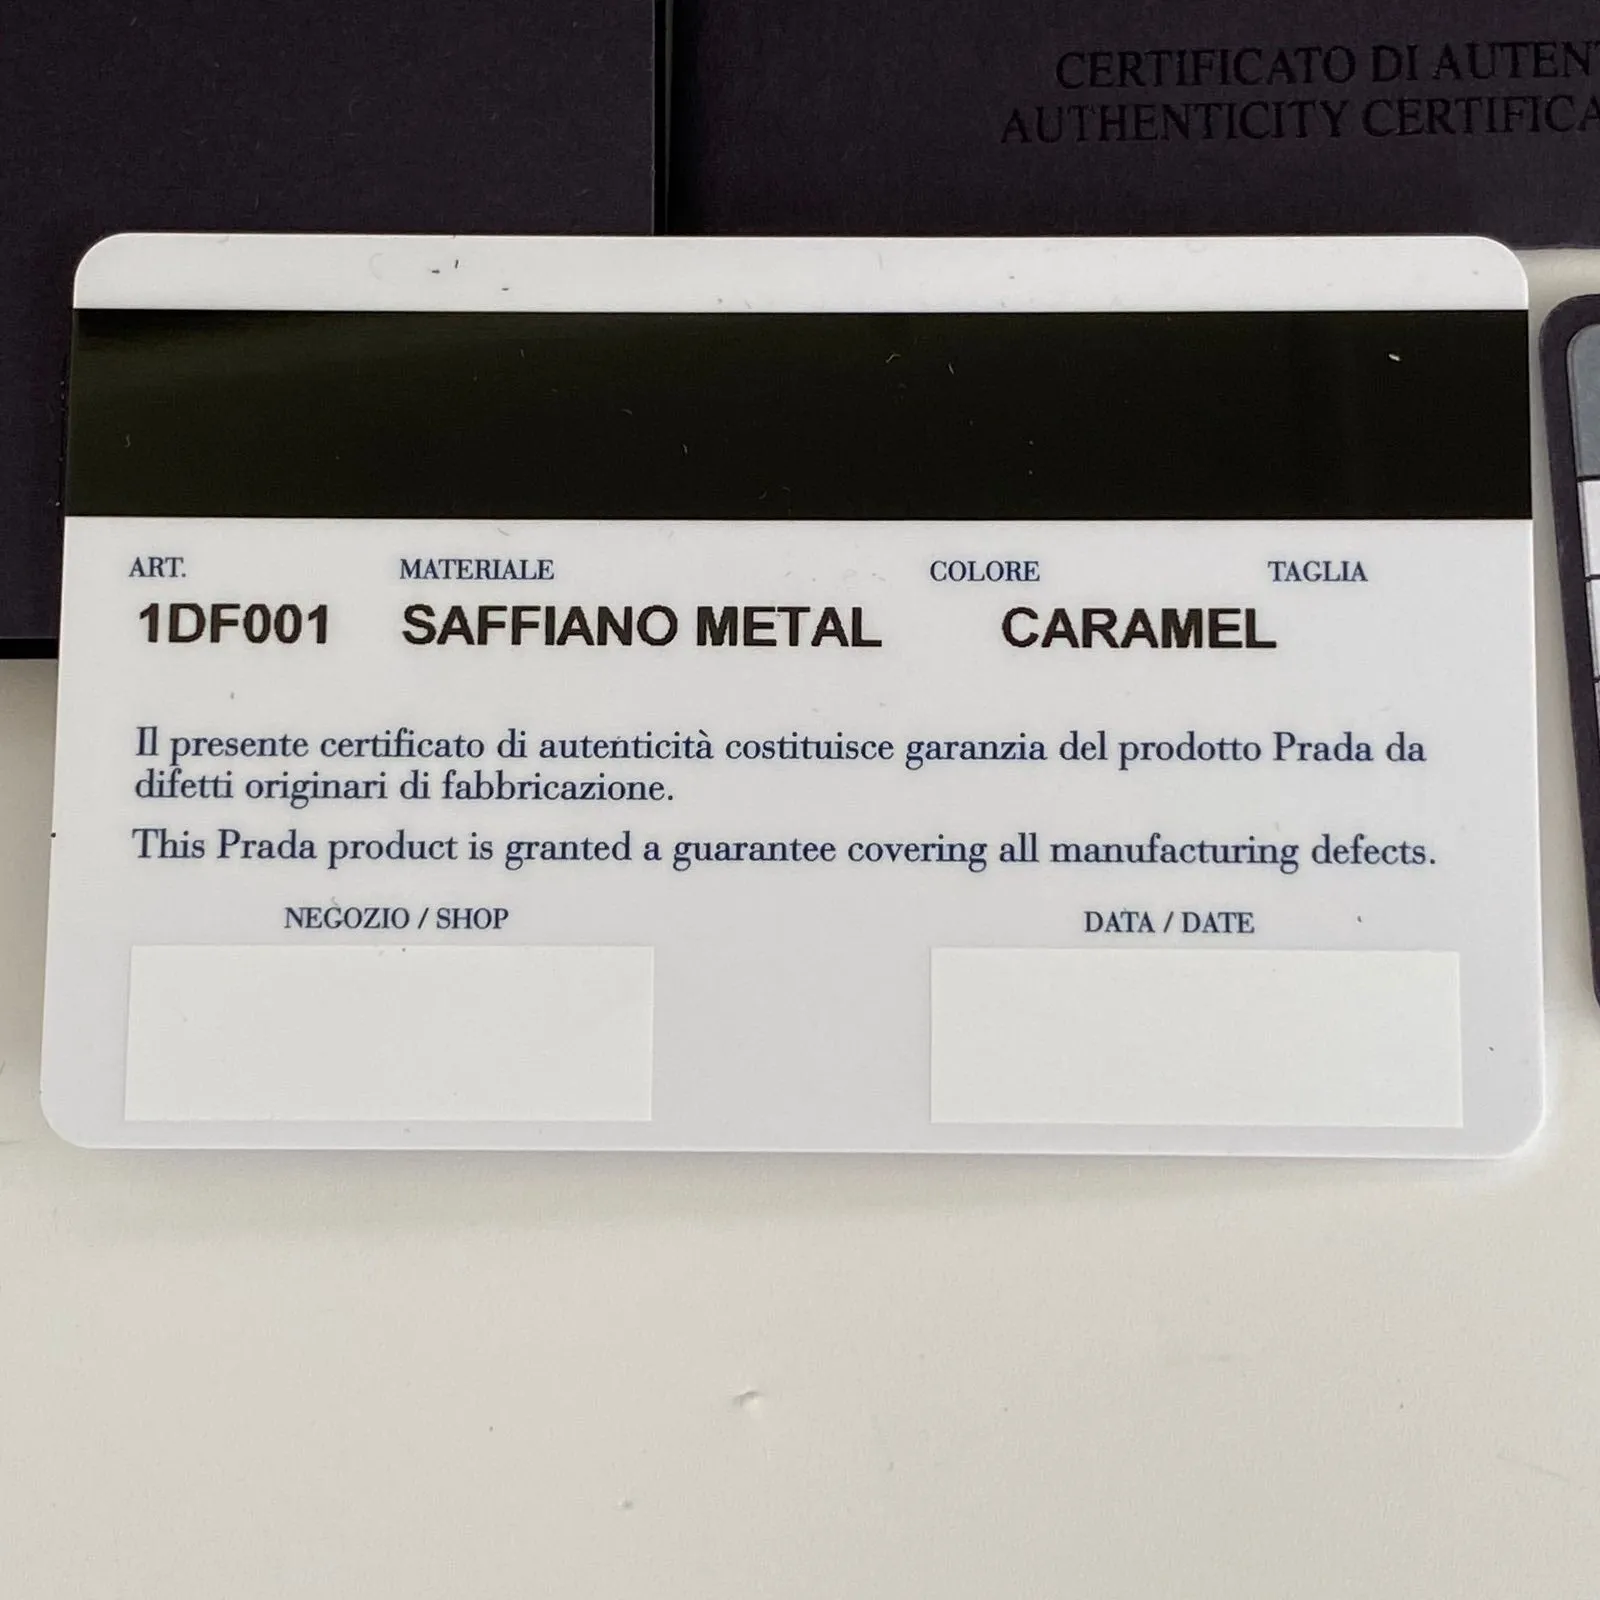 CERTIFICATO DI AUTEN
AUTHENTICITY CERTIFICA
ART. MATERIALE COLORE TAGLIA
1DF001 SAFFIANO METAL CARAMEL
Il presente certificato di autenticità costituisce garanzia del prodotto Prada da
difetti originari di fabbricazione.
This Prada product is granted a guarantee covering all manufacturing defects.
NEGOZIO / SHOP DATA / DATE